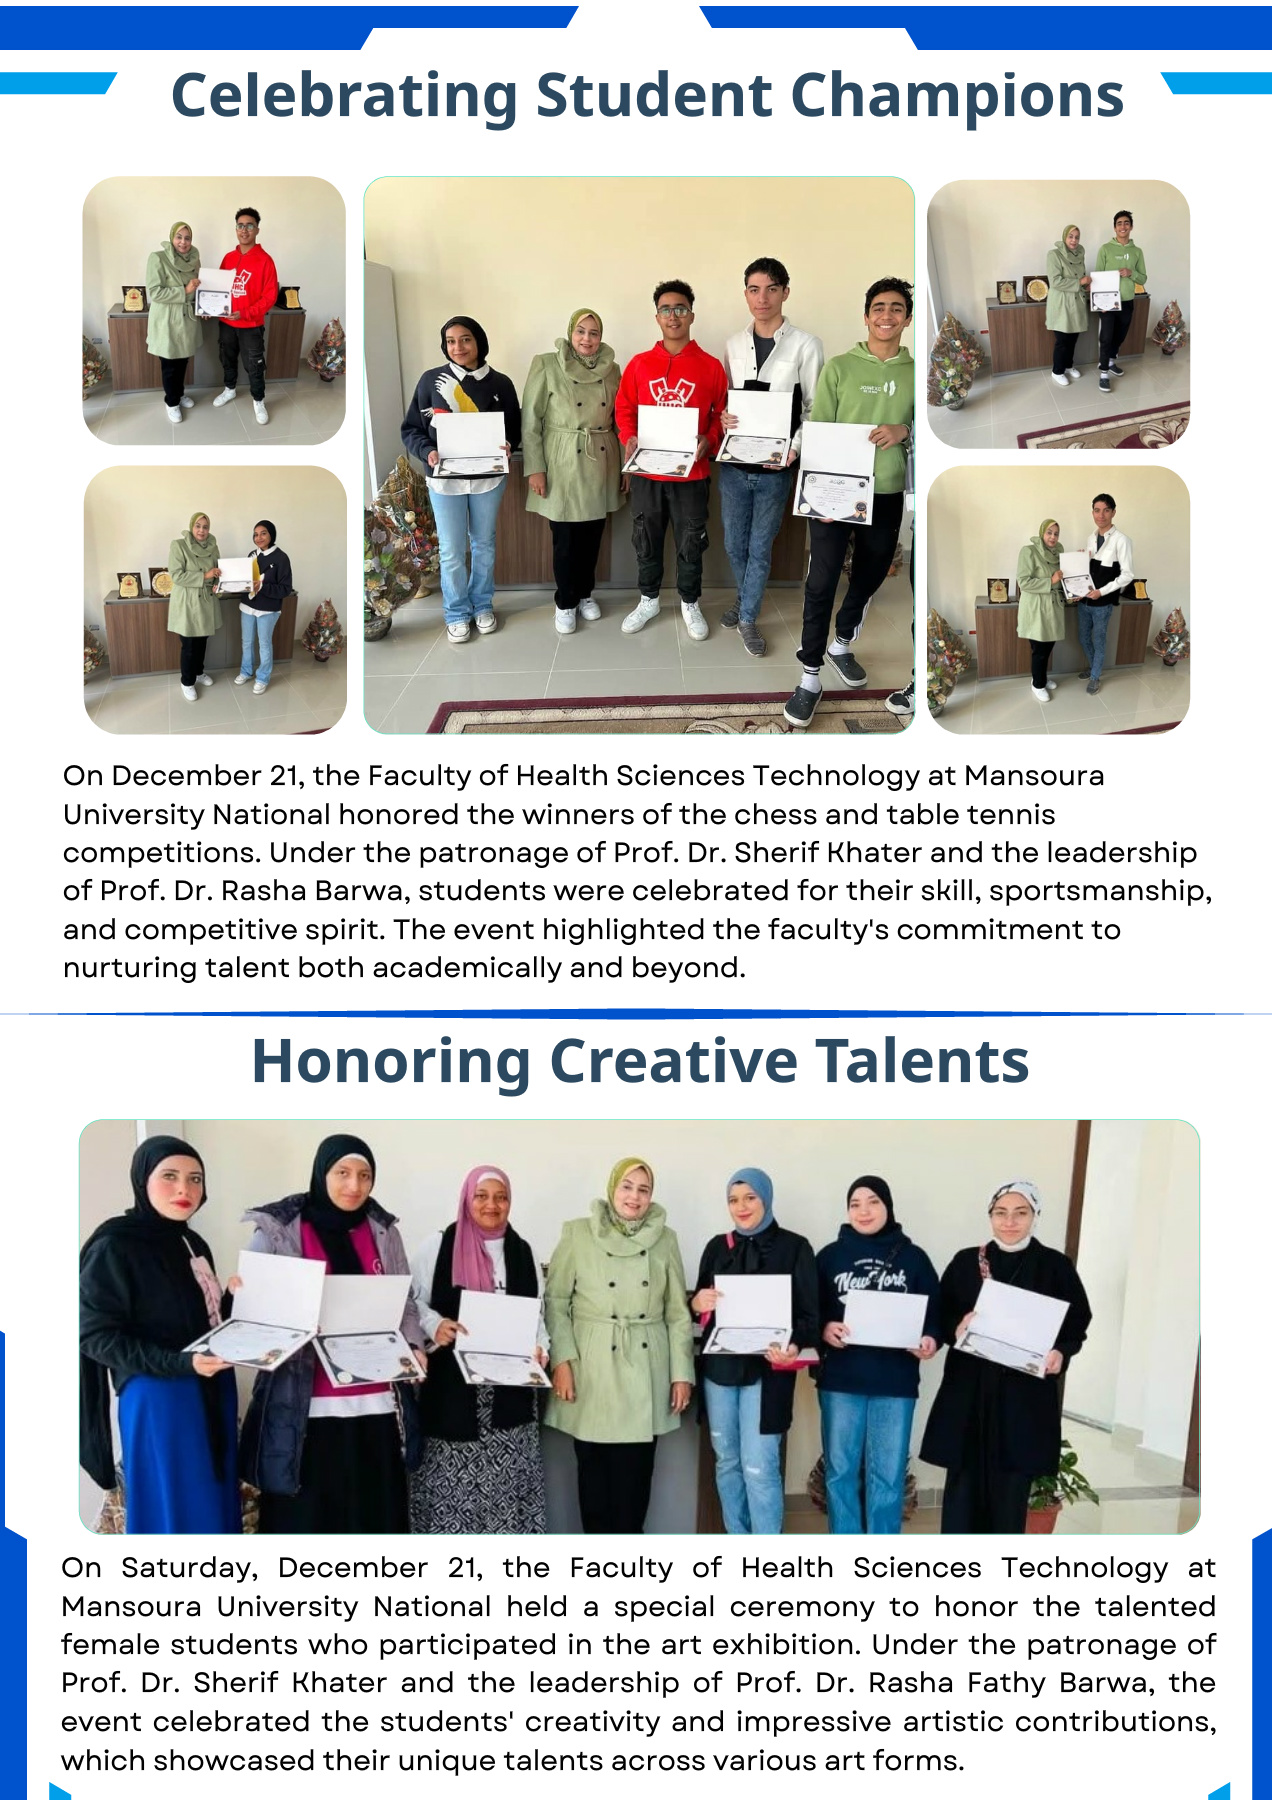 Celebrating Student Champions
On December 21, the Faculty of Health Sciences Technology at Mansoura
University National honored the winners of the chess and table tennis
competitions. Under the patronage of Prof. Dr. Sherif Khater and the leadership
of Prof. Dr. Rasha Barwa, students were celebrated for their skill, sportsmanship,
and competitive spirit. The event highlighted the faculty's commitment to
nurturing talent both academically and beyond.
Honoring Creative Talents
New York
On Saturday, December 21, the Faculty of Health Sciences Technology at
Mansoura University National held a special ceremony to honor the talented
female students who participated in the art exhibition. Under the patronage of
Prof. Dr. Sherif Khater and the leadership of Prof. Dr. Rasha Fathy Barwa, the
event celebrated the students' creativity and impressive artistic contributions,
which showcased their unique talents across various art forms.